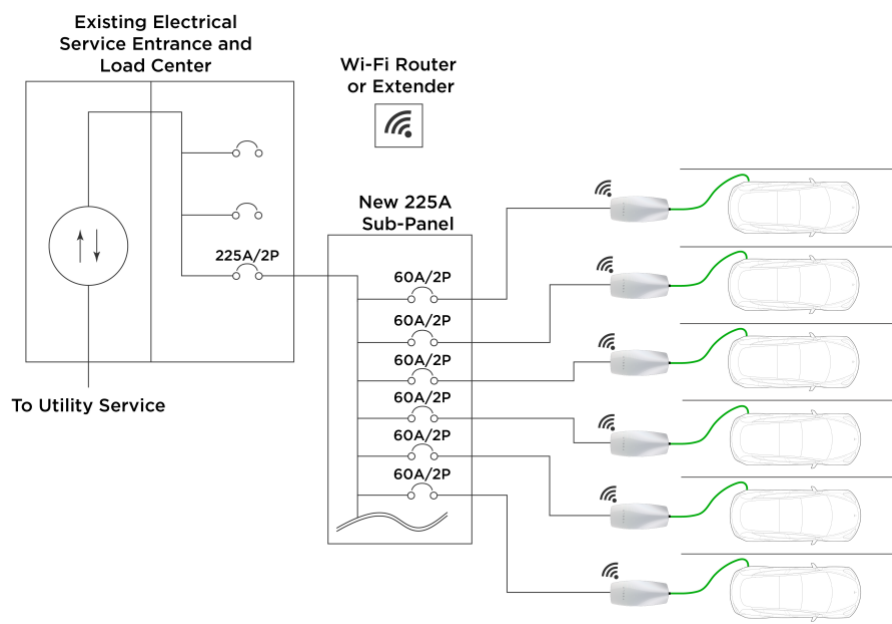 Existing Electrical
Service Entrance and
Load Center
Wi-Fi Router
or Extender
New 225A
Sub-Panel
225A/2P
60A/2P
60A/2P
60A/2P
60A/2P
60A/2P
60A/2P
To Utility Service